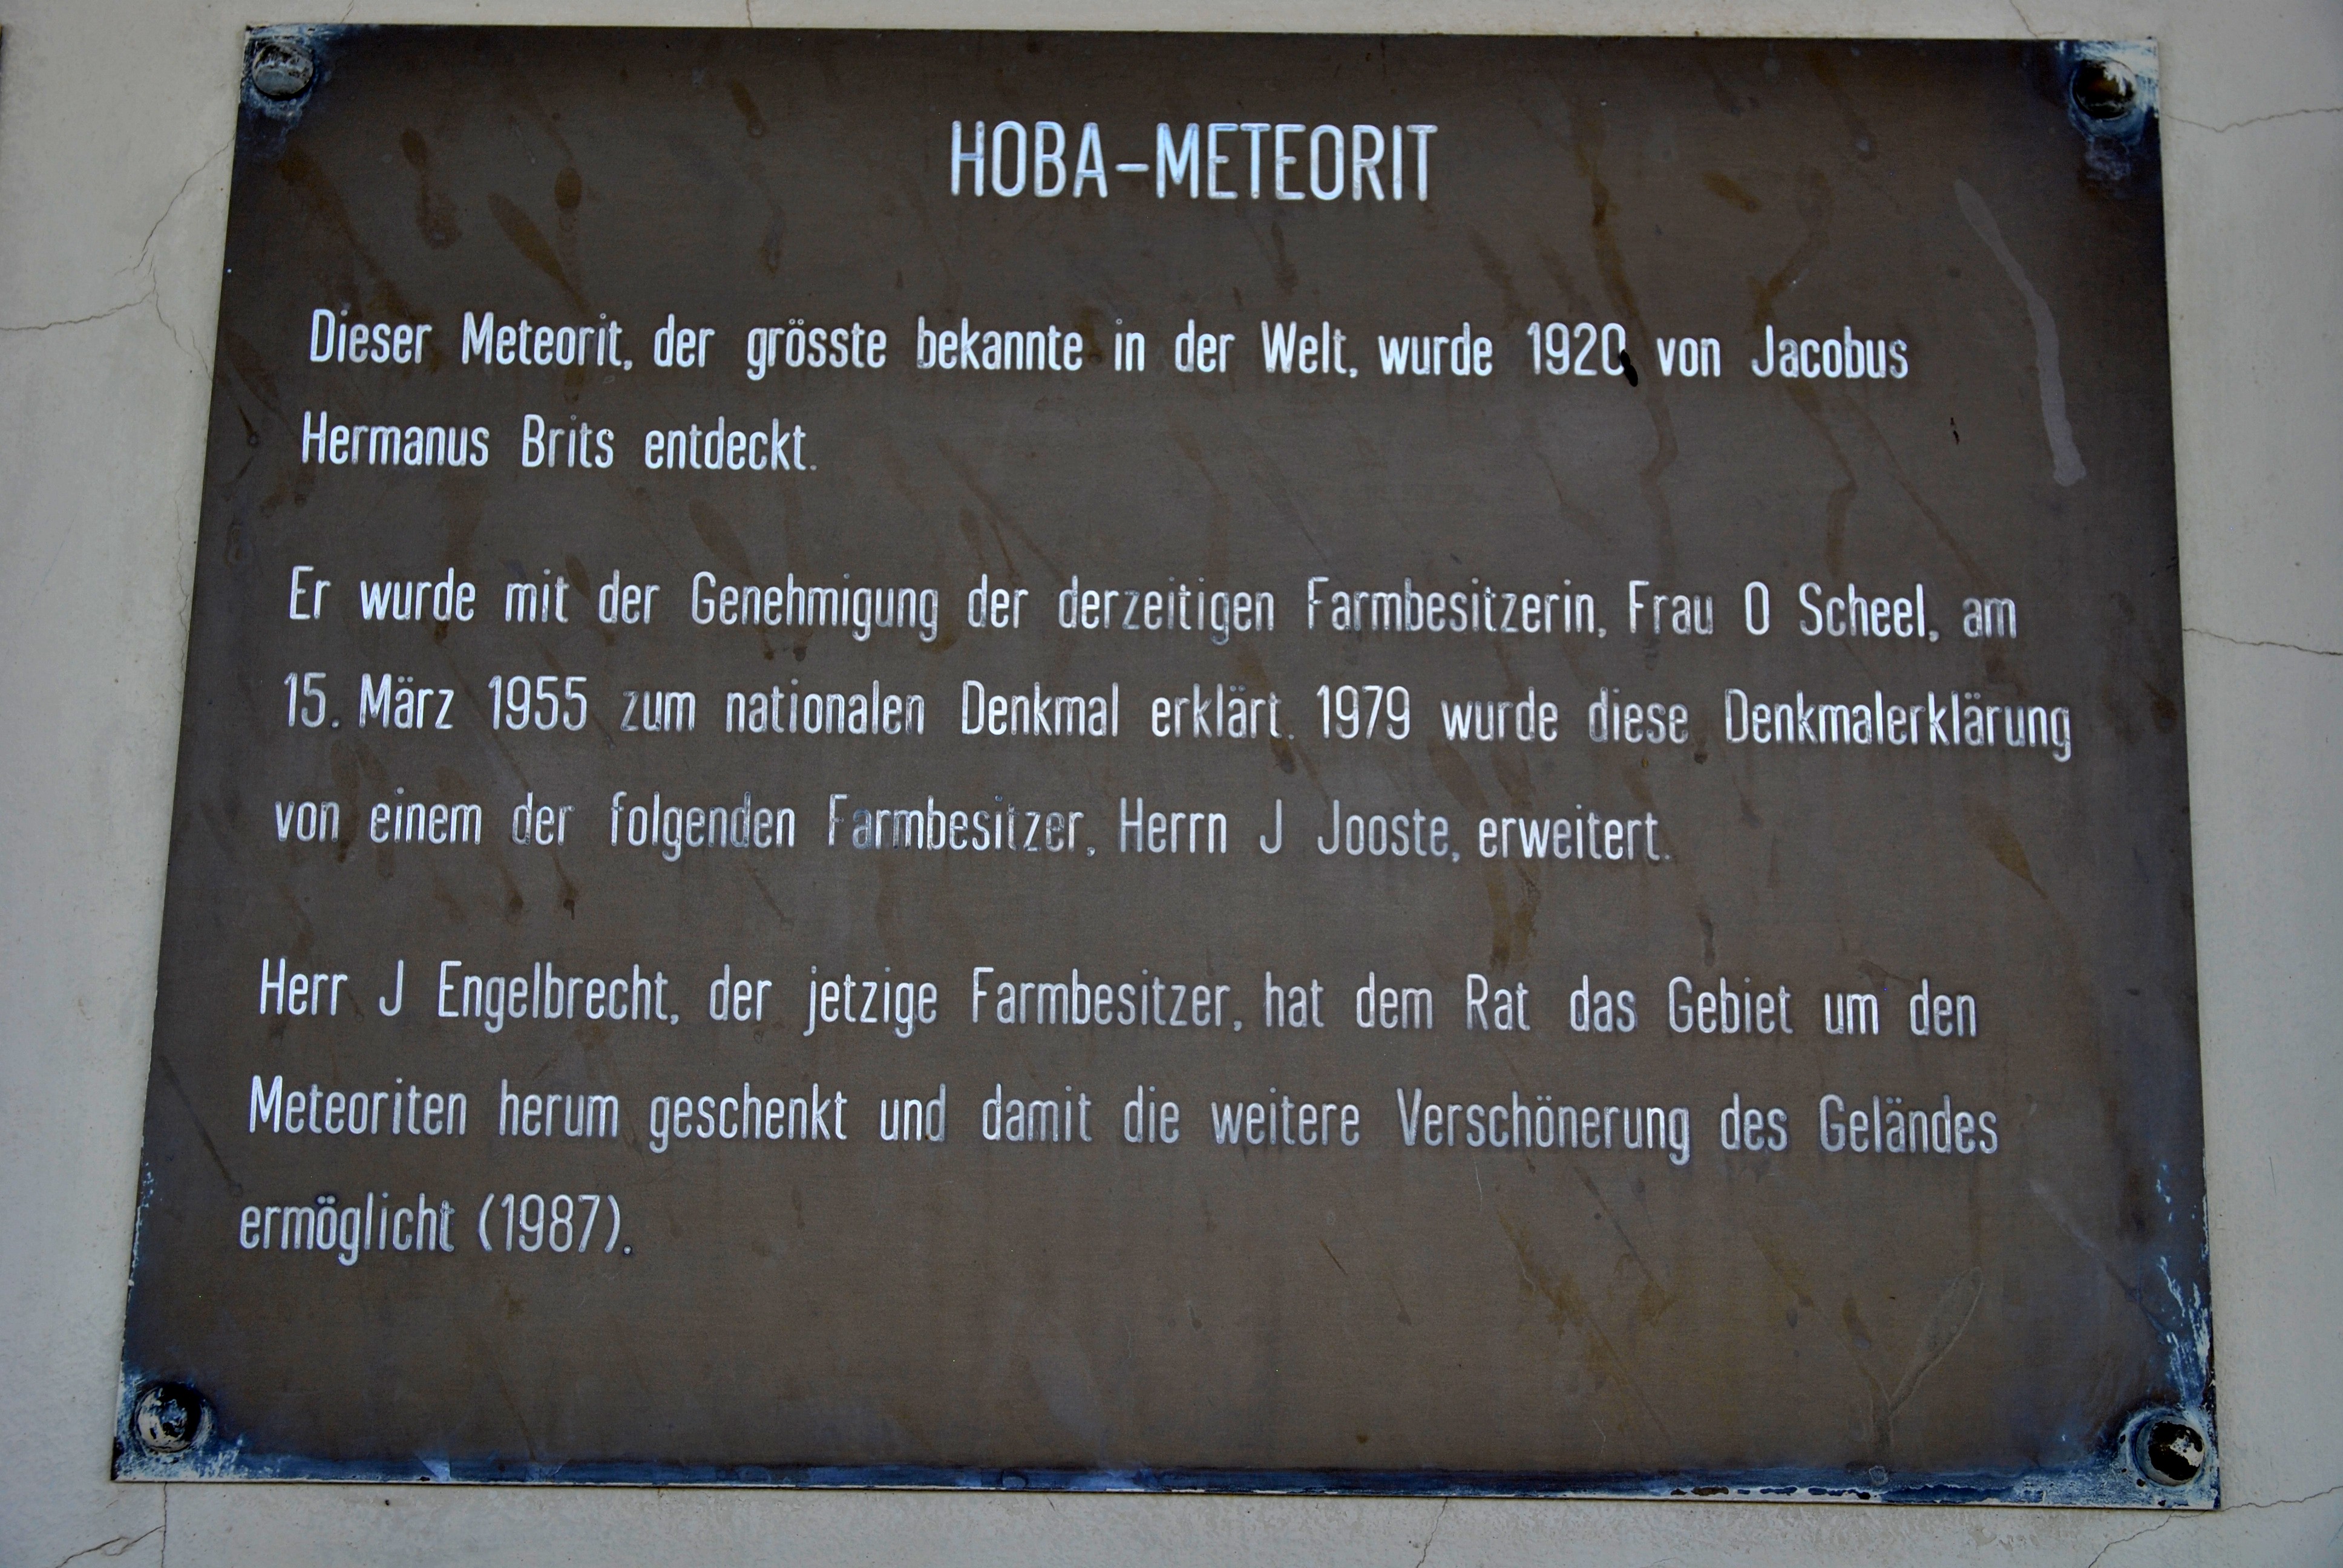 HOBA-METEORIT
Dieser Meteorit, der grösste bekannte in der Welt, wurde 1920 von Jacobus
Hermanus Brits entdeckt.
Er wurde mit der Genehmigung der derzeitigen Farmbesitzerin, Frau O Scheel, am
15. März 1955 zum nationalen Denkmal erklärt. 1979 wurde diese Denkmalerklärung
von einem der folgenden Farmbesitzer, Herrn J Jooste, erweitert.
Herr J Engelbrecht, der jetzige Farmbesitzer, hat dem Rat das Gebiet um den
Meteoriten herum geschenkt und damit die weitere Verschönerung des Geländes
ermöglicht (1987).